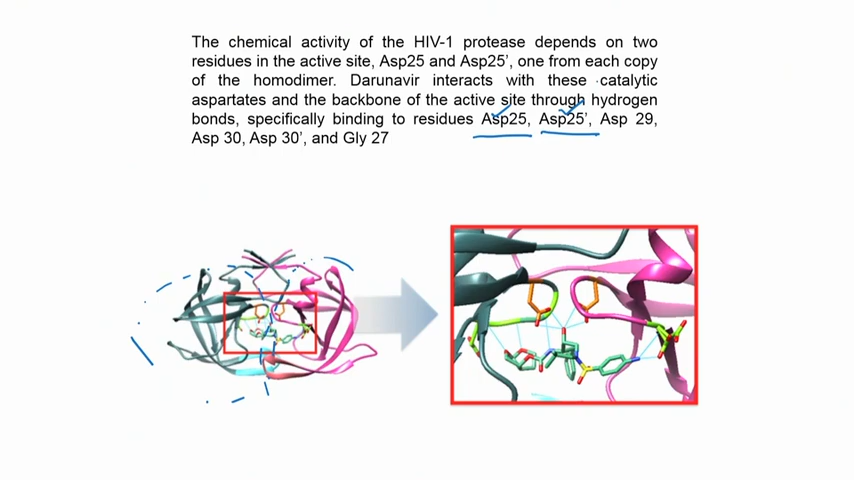 The chemical activity of the HIV-1 protease depends on two
residues in the active site, Asp25 and Asp25’, one from each copy
of the homodimer. Darunavir interacts with these catalytic
aspartates and the backbone of the active site through hydrogen
bonds, specifically binding to residues Asp25, Asp25’, Asp 29,
Asp 30, Asp 30’, and Gly 27